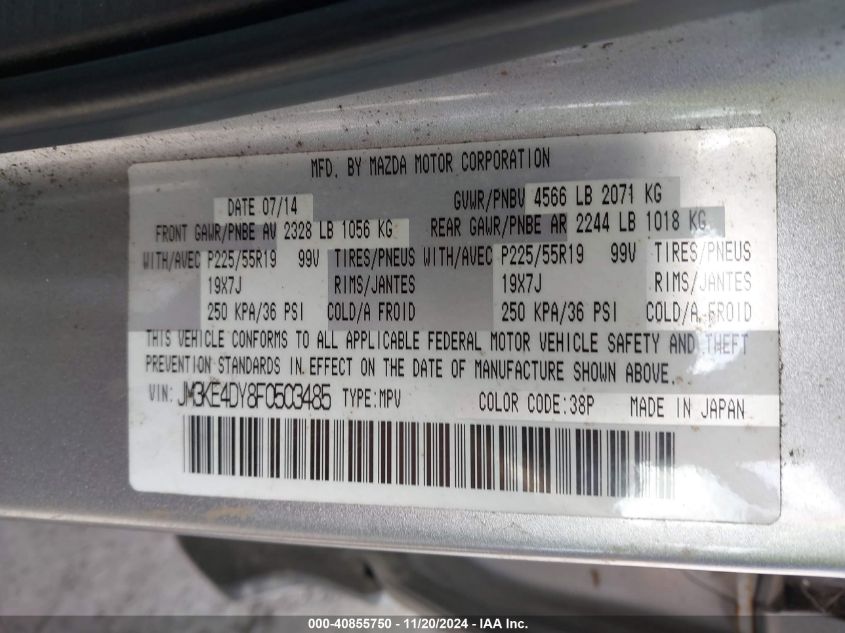 MFD. BY MAZDA MOTOR CORPORATION
DATE 07/14 GVWR/PNBV 4566 LB 2071 KG
FRONT GAWR/PNBE AV 2328 LB 1056 KG REAR GAWR/PNBE AR 2244 LB 1018 KG
WITH/AVEC P225/55R19 99V TIRES/PNEUS WITH/AVEC P225/55R19 99V TIRES/PNEUS
19X7J RIMS/JANTES 19X7J RIMS/JANTES
250 KPA/36 PSI COLD/A FROID 250 KPA/36 PSI COLD/A FROID
THIS VEHICLE CONFORMS TO ALL APPLICABLE FEDERAL MOTOR VEHICLE SAFETY AND THEFT
PREVENTION STANDARDS IN EFFECT ON THE DATE OF MANUFACTURE SHOWN ABOVE.
VIN: JM3KE4DY8F0503485 TYPE:MPV COLOR CODE:38P MADE IN JAPAN
000-40855750 - 11/20/2024 - IAA Inc.